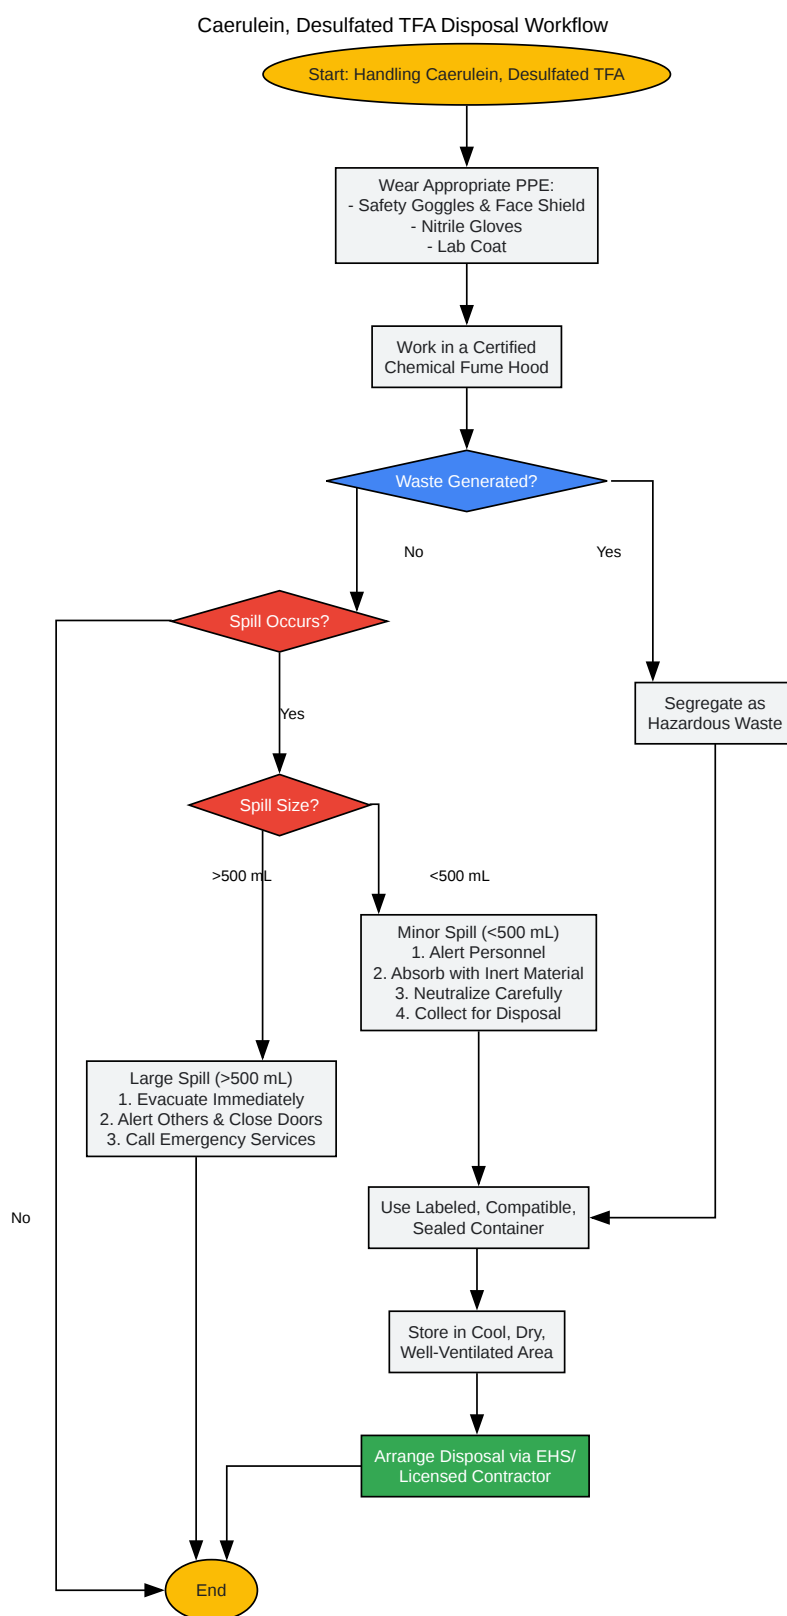 Caerulein, Desulfated TFA Disposal Workflow
Start: Handling Caerulein, Desulfated TFA
Wear Appropriate PPE:
- Safety Goggles & Face Shield
- Nitrile Gloves
- Lab Coat
Work in a Certified
Chemical Fume Hood
Waste Generated?
No
Yes
Spill Occurs?
Yes
Segregate as
Hazardous Waste
Spill Size?
>500 mL
<500 mL
Minor Spill (<500 mL)
1. Alert Personnel
2. Absorb with Inert Material
3. Neutralize Carefully
4. Collect for Disposal
Large Spill (>500 mL)
1. Evacuate Immediately
2. Alert Others & Close Doors
3. Call Emergency Services
No
Use Labeled, Compatible,
Sealed Container
Store in Cool, Dry,
Well-Ventilated Area
Arrange Disposal via EHS/
Licensed Contractor
End